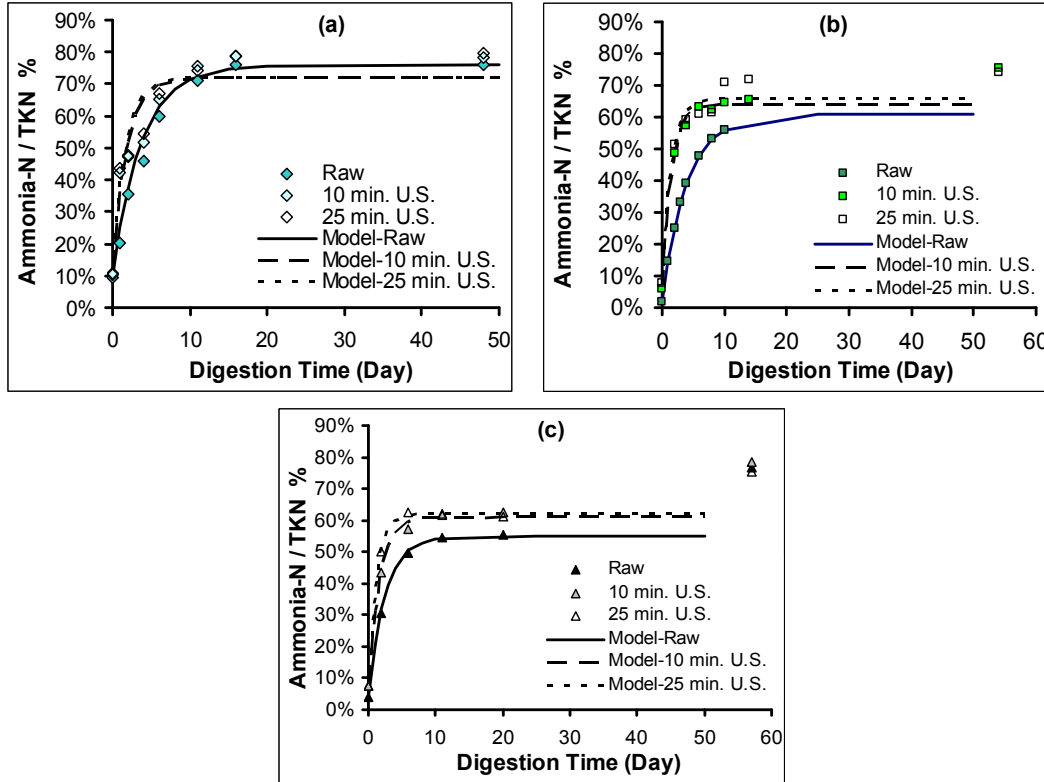 (a)
90%
80%
70%
60%
50%
40%
30%
20%
10%
0%
Ammonia-N / TKN %
Raw
10 min. U.S.
25 min. U.S.
Model-Raw
Model-10 min. U.S.
Model-25 min. U.S.
0 10 20 30 40 50
Digestion Time (Day)
(b)
90%
80%
70%
60%
50%
40%
30%
20%
10%
0%
Ammonia-N / TKN %
Raw
10 min. U.S.
25 min. U.S.
Model-Raw
Model-10 min. U.S.
Model-25 min. U.S.
0 10 20 30 40 50 60
Digestion Time (Day)
(c)
90%
80%
70%
60%
50%
40%
30%
20%
10%
0%
Ammonia-N / TKN %
Raw
10 min. U.S.
25 min. U.S.
Model-Raw
Model-10 min. U.S.
Model-25 min. U.S.
0 10 20 30 40 50 60
Digestion Time (Day)